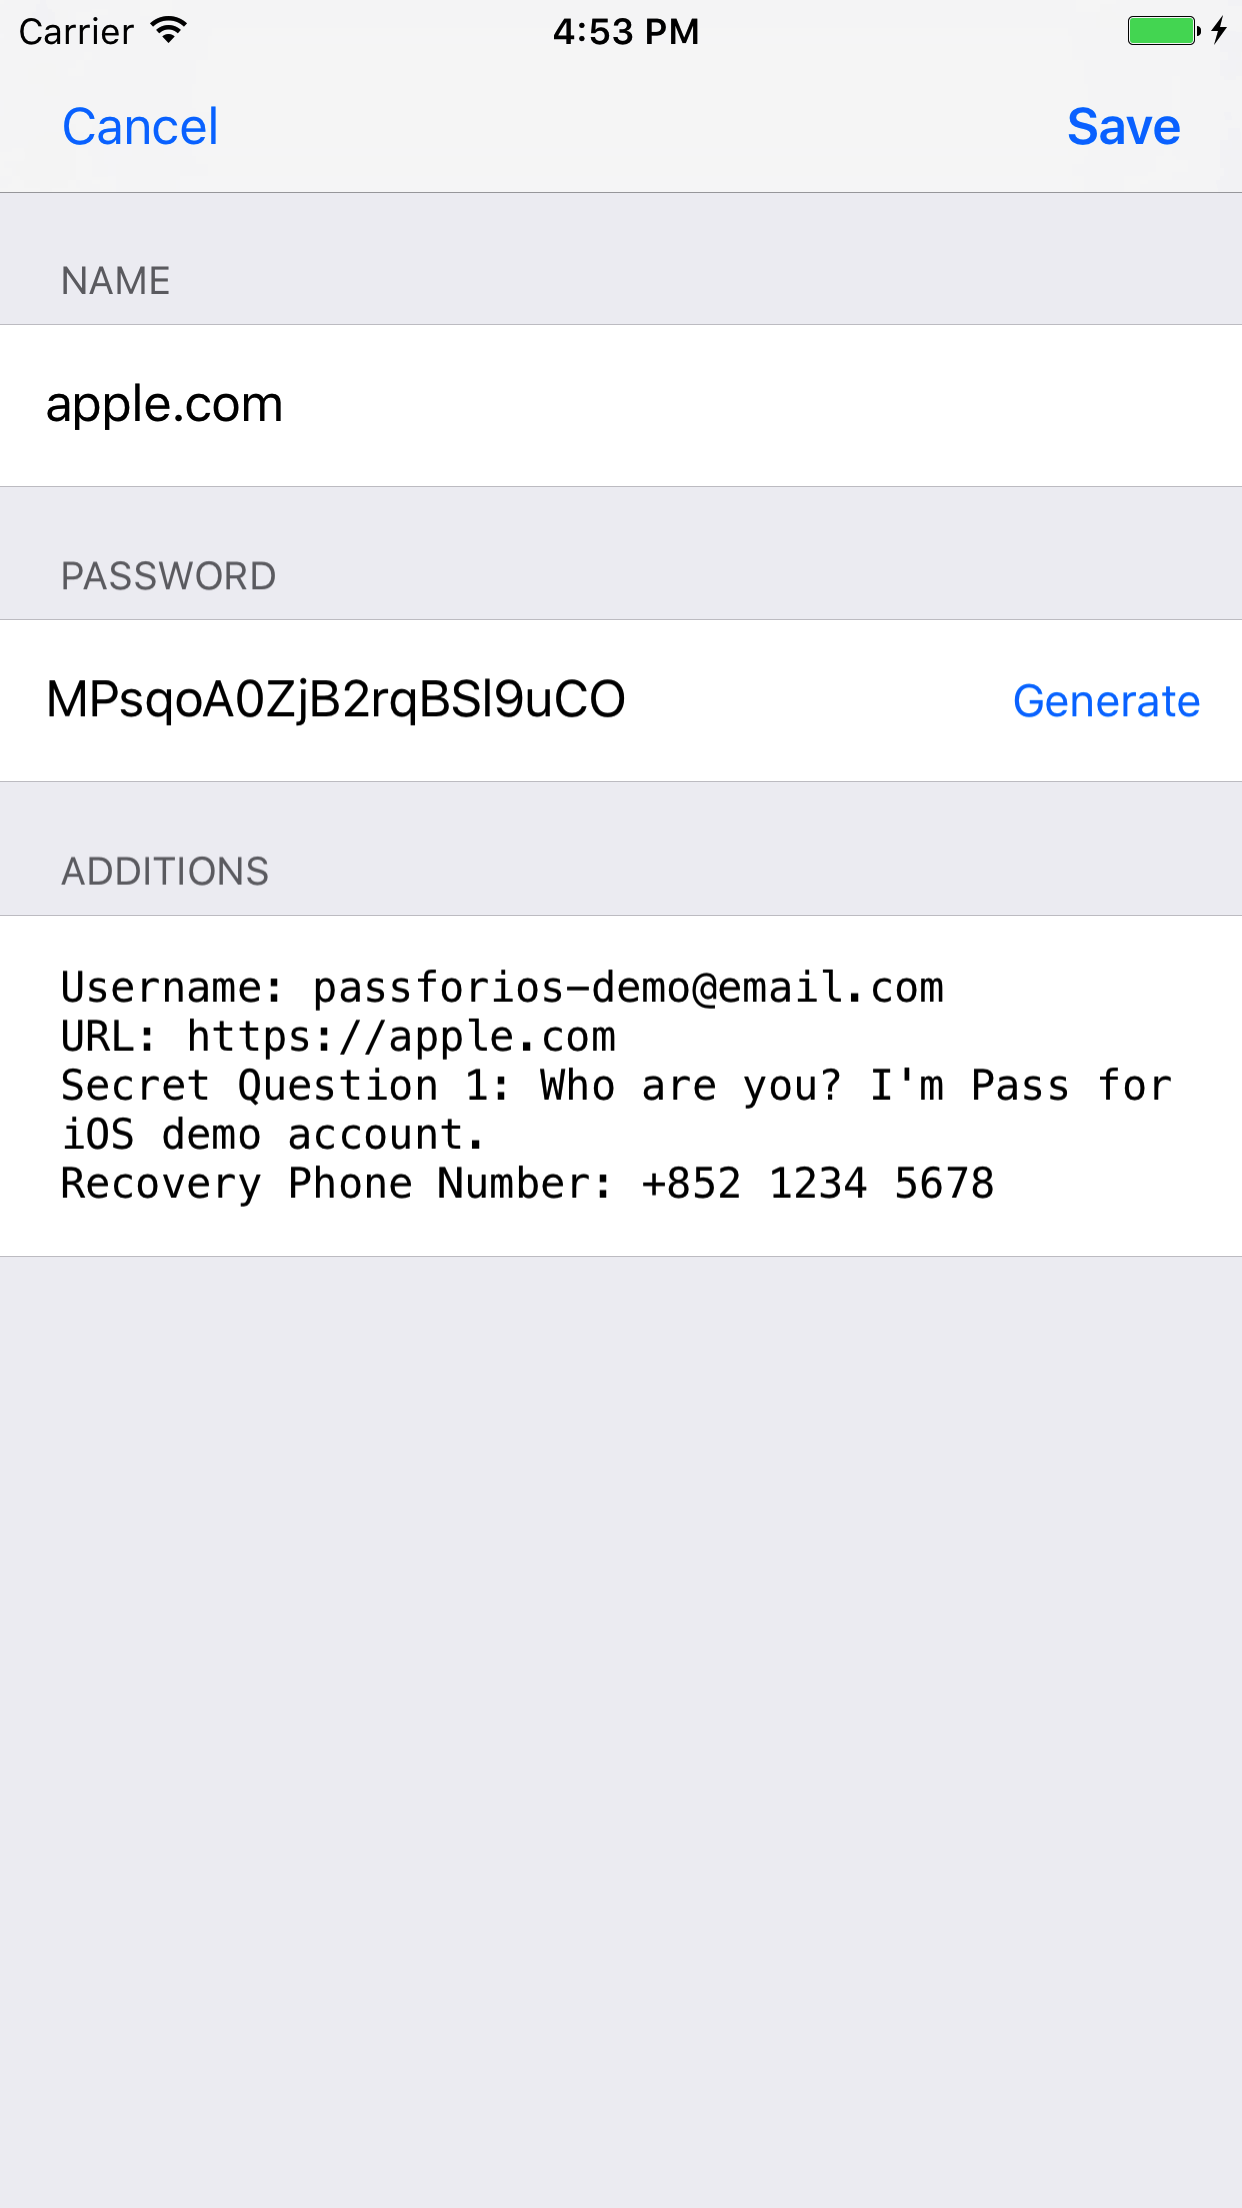 Carrier 4:53 PM
Cancel Save
NAME
apple.com
PASSWORD
MPsqoA0ZjB2rqBSl9uCO Generate
ADDITIONS
Username: passforios-demo@email.com
URL: https://apple.com
Secret Question 1: Who are you? I'm Pass for
iOS demo account.
Recovery Phone Number: +852 1234 5678